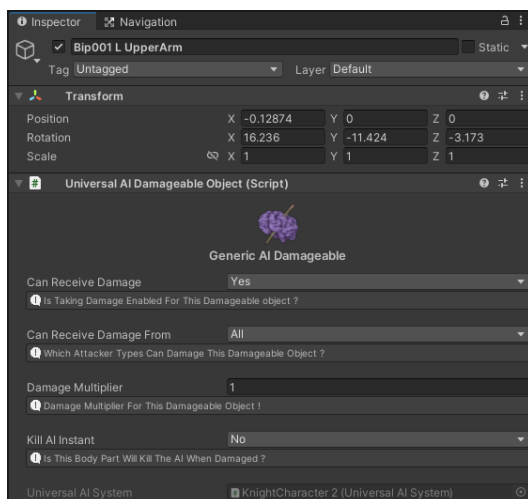 Inspector Navigation
Bip001 L UpperArm Static
Tag Untagged Layer Default
Transform
Position X -0.12874 Y 0 Z 0
Rotation X 16.236 Y -11.424 Z -3.173
Scale X 1 Y 1 Z 1
# Universal AI Damageable Object (Script)
Generic AI Damageable
Can Receive Damage Yes
Is Taking Damage Enabled For This Damageable object ?
Can Receive Damage From All
Which Attacker Types Can Damage This Damageable Object ?
Damage Multiplier 1
Damage Multiplier For This Damageable Object !
Kill AI Instant No
Is This Body Part Will Kill The AI When Damaged ?
Universal AI System KnightCharacter 2 (Universal AI System)